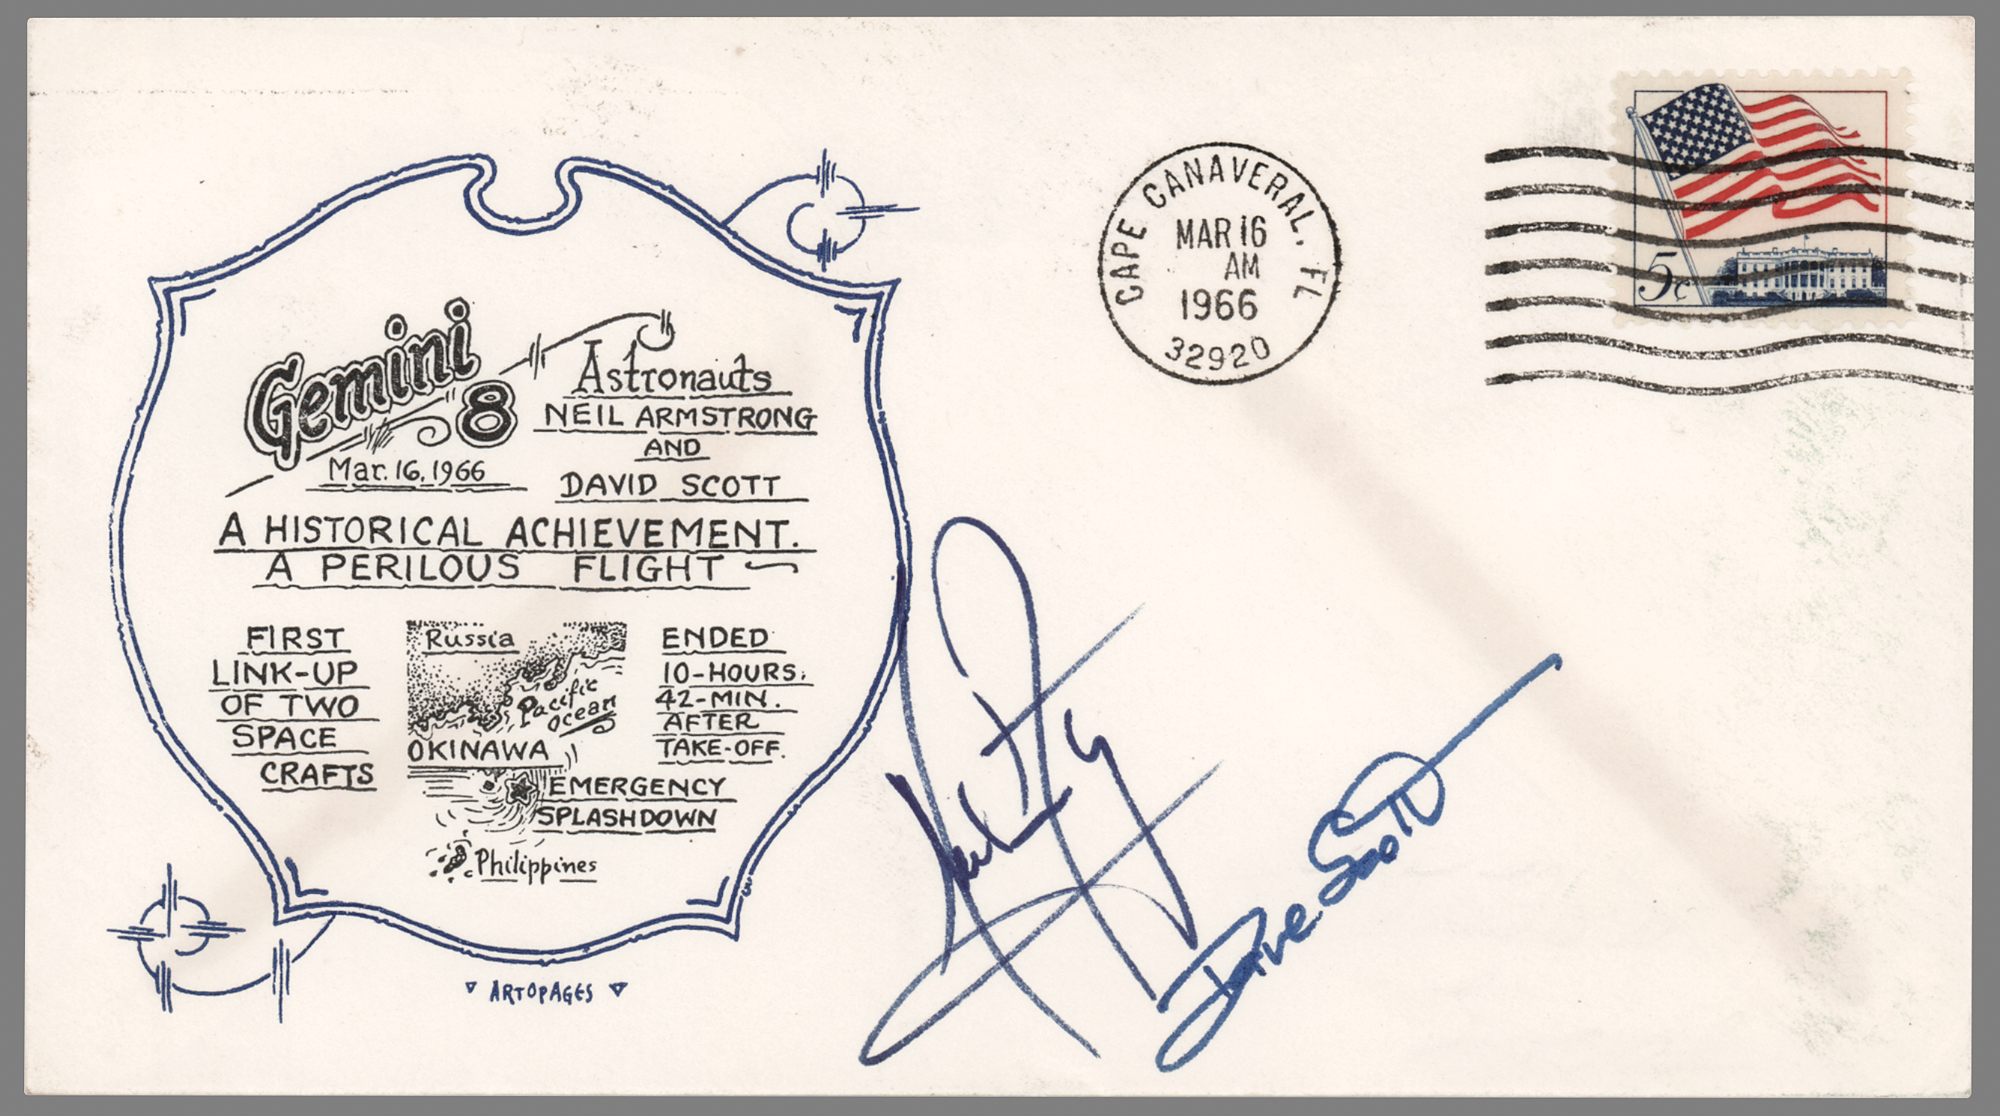 Gemini
8
Mar. 16, 1966
Astronauts
NEIL ARMSTRONG
AND
DAVID SCOTT
A HISTORICAL ACHIEVEMENT.
A PERILOUS FLIGHT
FIRST
LINK-UP
OF TWO
SPACE
CRAFTS
Russia
Pacific
Ocean
OKINAWA
EMERGENCY
SPLASHDOWN
Philippines
ENDED
10-HOURS,
42-MIN.
AFTER
TAKE-OFF.
ARTOPAGES
CAPE CANAVERAL, FL
MAR 16
AM
1966
32920
5c
Dave Scott